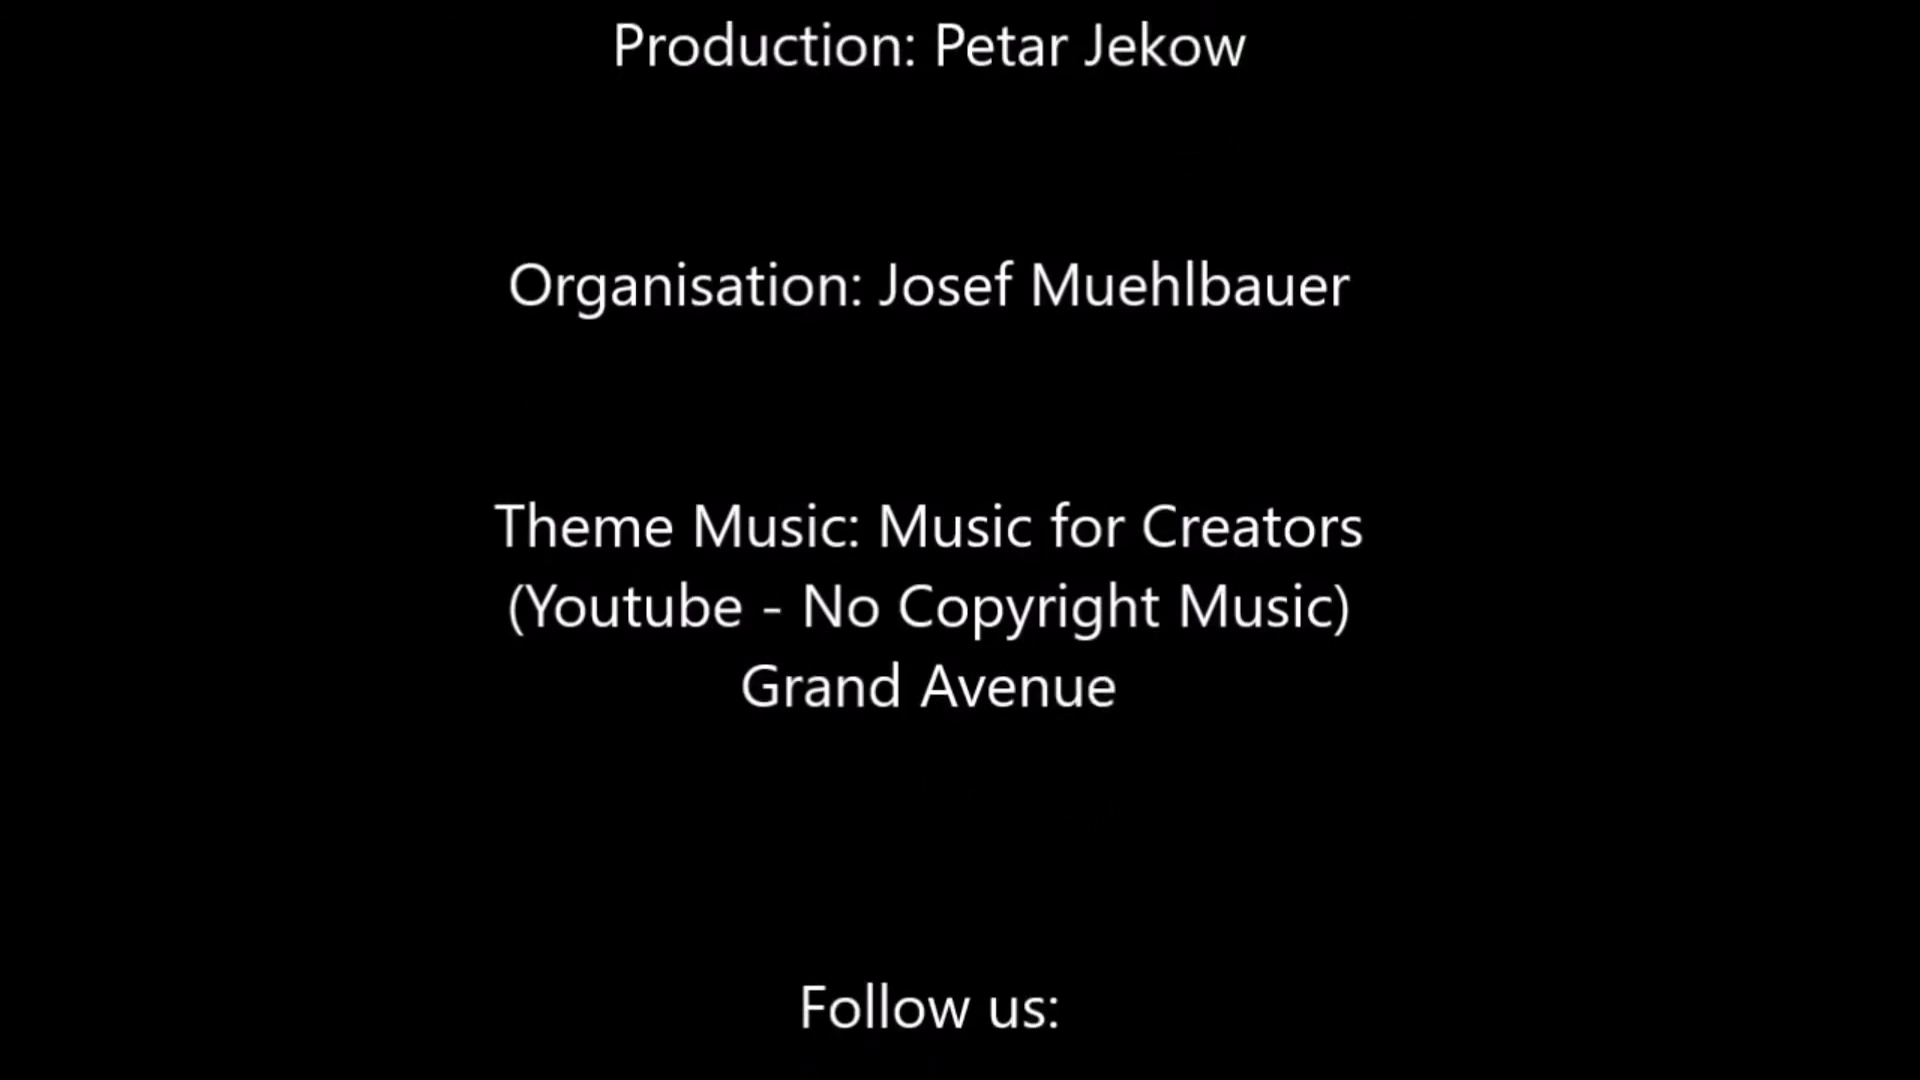 Production: Petar Jekow
Organisation: Josef Muehlbauer
Theme Music: Music for Creators
(Youtube - No Copyright Music)
Grand Avenue
Follow us: